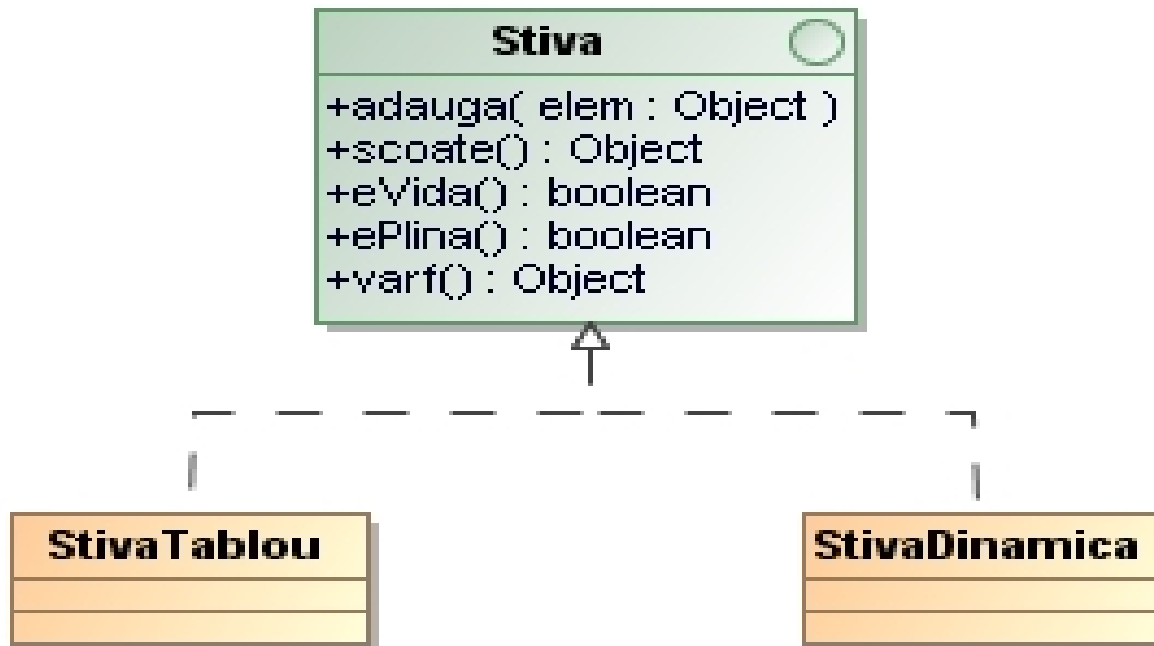 Stiva
+adauga( elem : Object )
+scoate() : Object
+eVida() : boolean
+ePlina() : boolean
+varf() : Object
StivaTablou
StivaDinamica